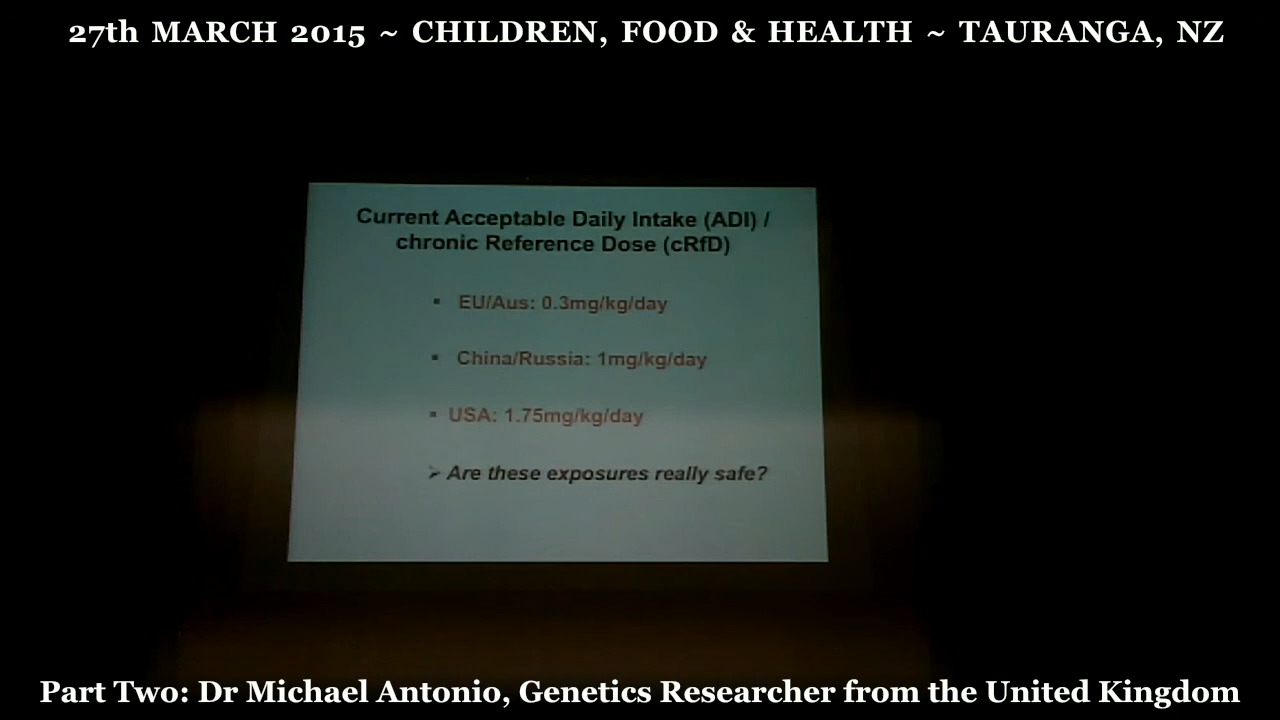 27th MARCH 2015 ~ CHILDREN, FOOD & HEALTH ~ TAURANGA, NZ
Current Acceptable Daily Intake (ADI) /
chronic Reference Dose (cRfD)
▪ EU/Aus: 0.3mg/kg/day
▪ China/Russia: 1mg/kg/day
▪ USA: 1.75mg/kg/day
➢ Are these exposures really safe?
Part Two: Dr Michael Antonio, Genetics Researcher from the United Kingdom